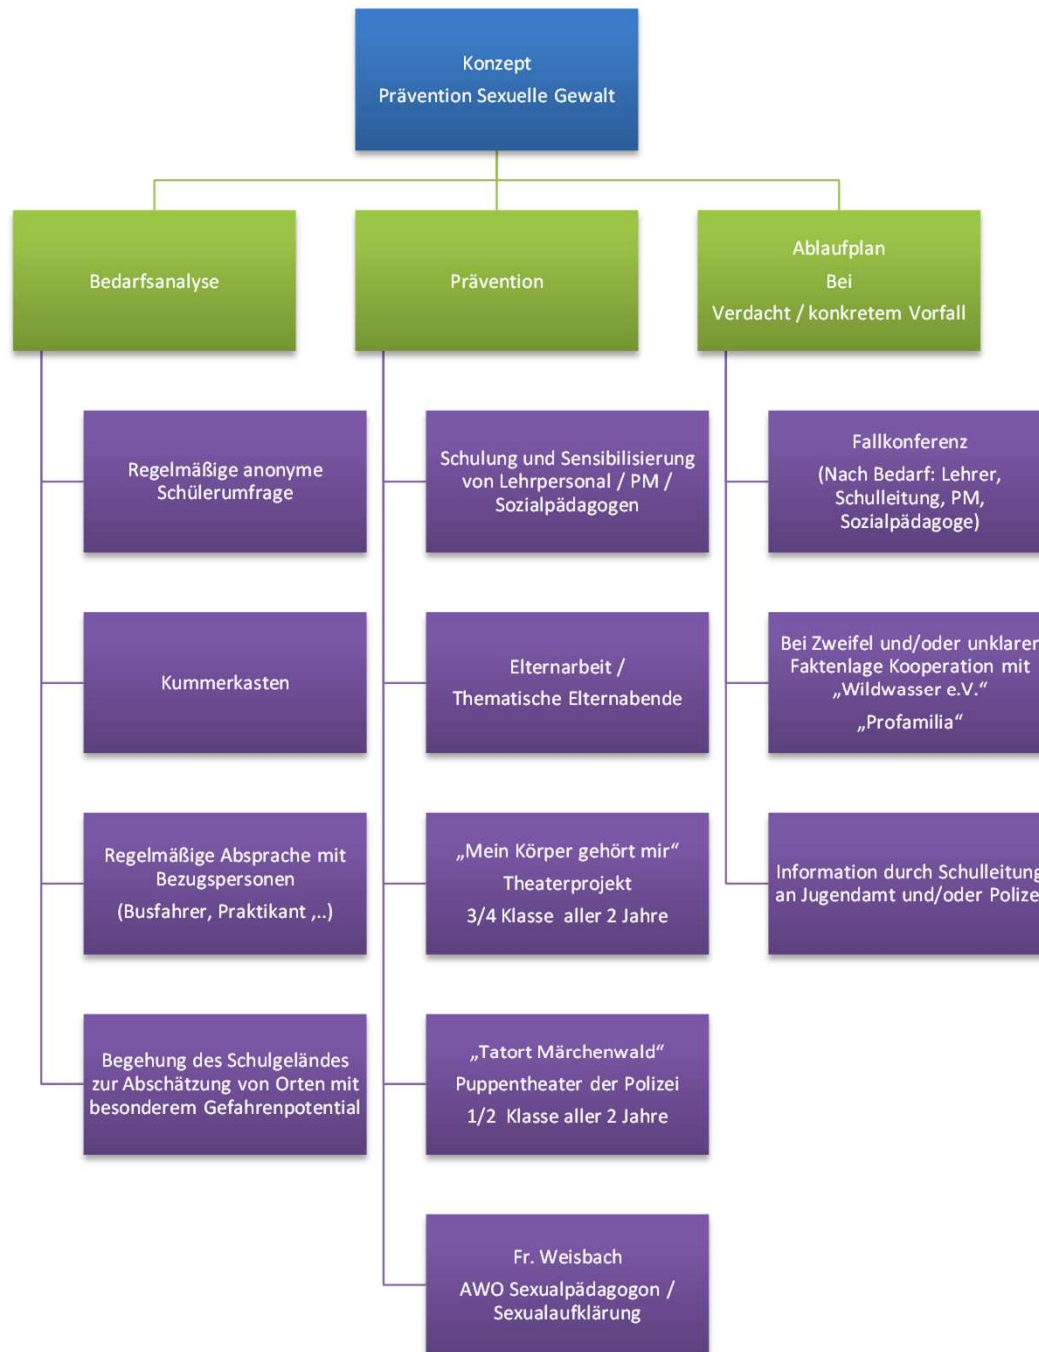 Konzept
Prävention Sexuelle Gewalt
Bedarfsanalyse
Regelmäßige anonyme
Schülerumfrage
Kummerkasten
Regelmäßige Absprache mit
Bezugspersonen
(Busfahrer, Praktikant ,..)
Begehung des Schulgeländes
zur Abschätzung von Orten mit
besonderem Gefahrenpotential
Prävention
Schulung und Sensibilisierung
von Lehrpersonal / PM /
Sozialpädagogen
Elternarbeit /
Thematische Elternabende
„Mein Körper gehört mir“
Theaterprojekt
3/4 Klasse aller 2 Jahre
„Tatort Märchenwald“
Puppentheater der Polizei
1/2 Klasse aller 2 Jahre
Fr. Weisbach
AWO Sexualpädagogon /
Sexualaufklärung
Ablaufplan
Bei
Verdacht / konkretem Vorfall
Fallkonferenz
(Nach Bedarf: Lehrer,
Schulleitung, PM,
Sozialpädagoge)
Bei Zweifel und/oder unklarer
Faktenlage Kooperation mit
„Wildwasser e.V.“
„Profamilia“
Information durch Schulleitung
an Jugendamt und/oder Polize